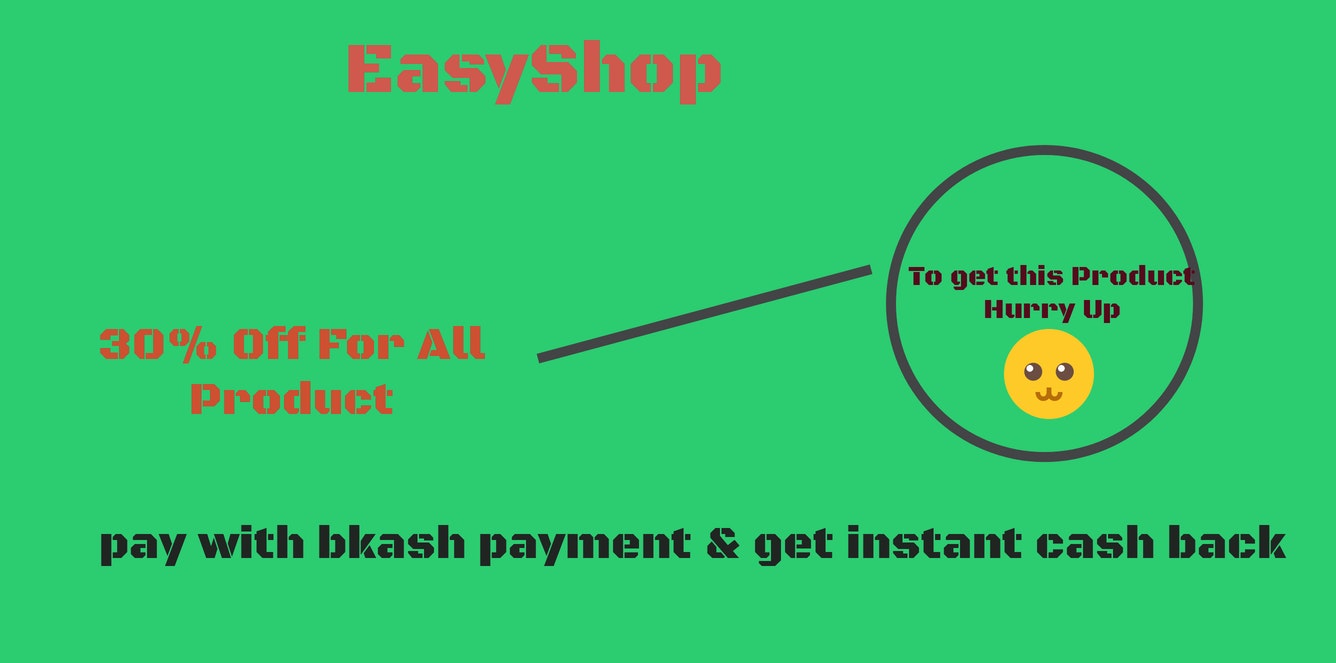 EasyShop
To get this Product
Hurry Up
30% Off For All
Product
pay with bkash payment & get instant cash back